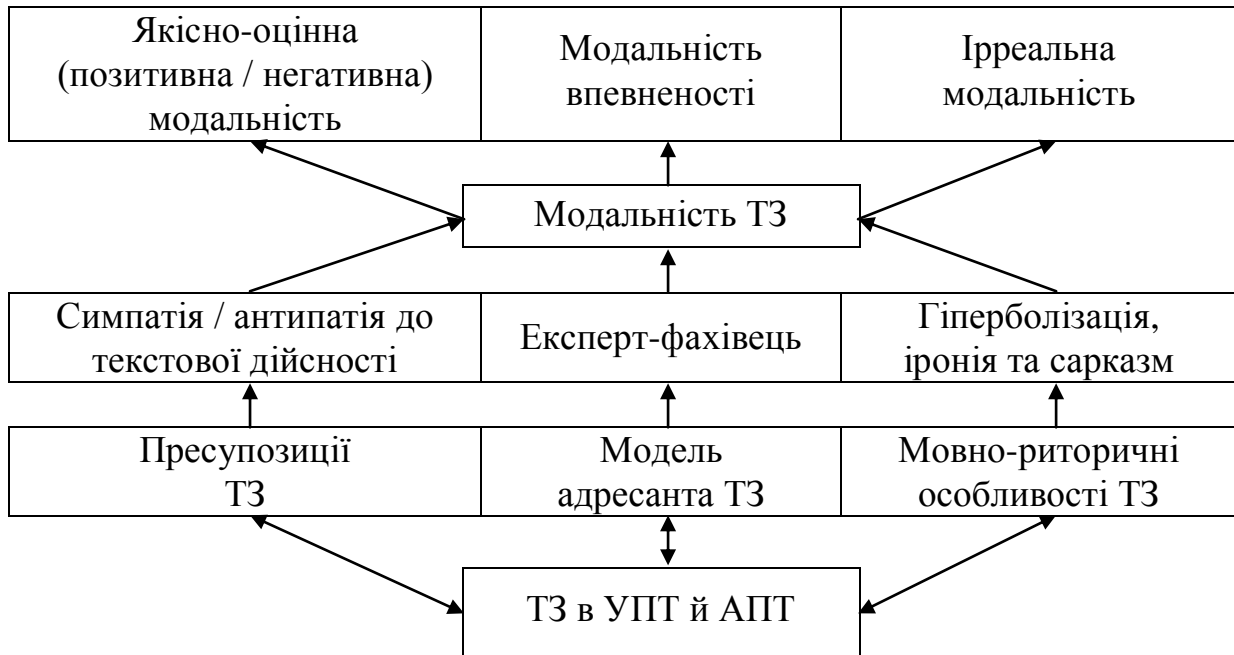 Якісно-оцінна
(позитивна / негативна)
модальність
Модальність
впевненості
Ірреальна
модальність
Модальність ТЗ
Симпатія / антипатія до
текстової дійсності
Експерт-фахівець
Гіперболізація,
іронія та сарказм
Пресупозиції
ТЗ
Модель
адресанта ТЗ
Мовно-риторичні
особливості ТЗ
ТЗ в УПТ й АПТ